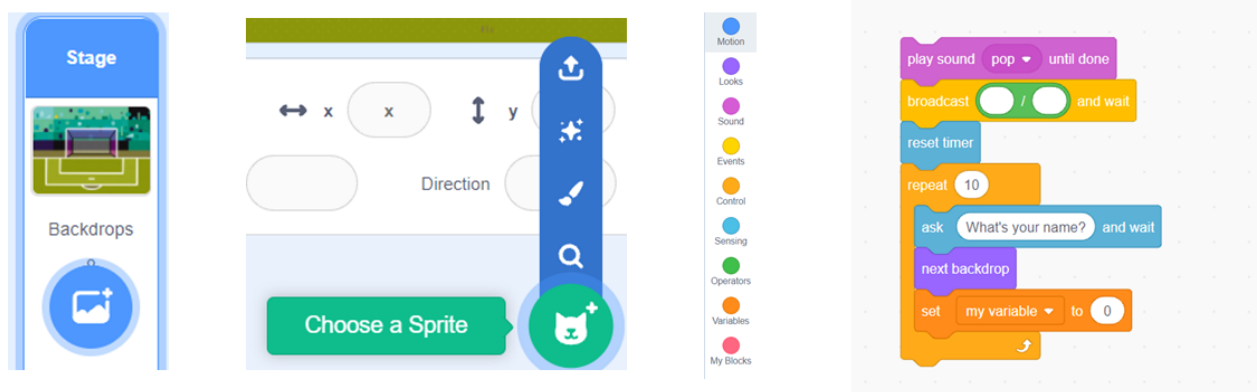 Stage
Backdrops
x x y
Direction
Choose a Sprite
Motion
Looks
Sound
Events
Control
Sensing
Operators
Variables
My Blocks
play sound pop until done
broadcast / and wait
reset timer
repeat 10
ask What's your name? and wait
next backdrop
set my variable to 0